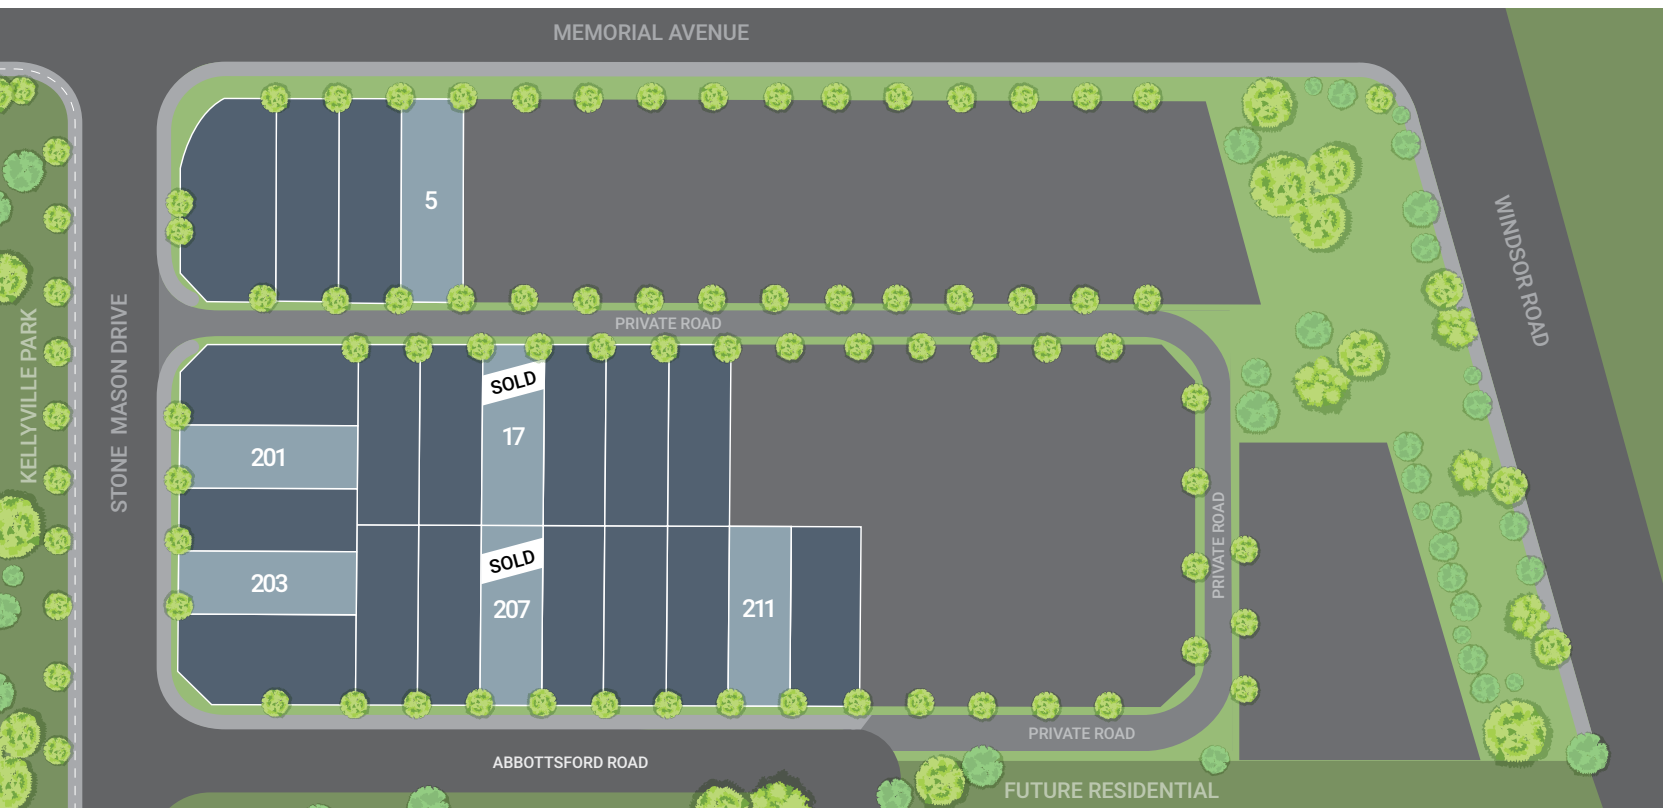 MEMORIAL AVENUE
5
WINDSOR ROAD
PRIVATE ROAD
KELLYVILLE PARK
STONE MASON DRIVE
SOLD
17
201
SOLD
203
207
211
PRIVATE ROAD
PRIVATE ROAD
ABBOTTSFORD ROAD
FUTURE RESIDENTIAL